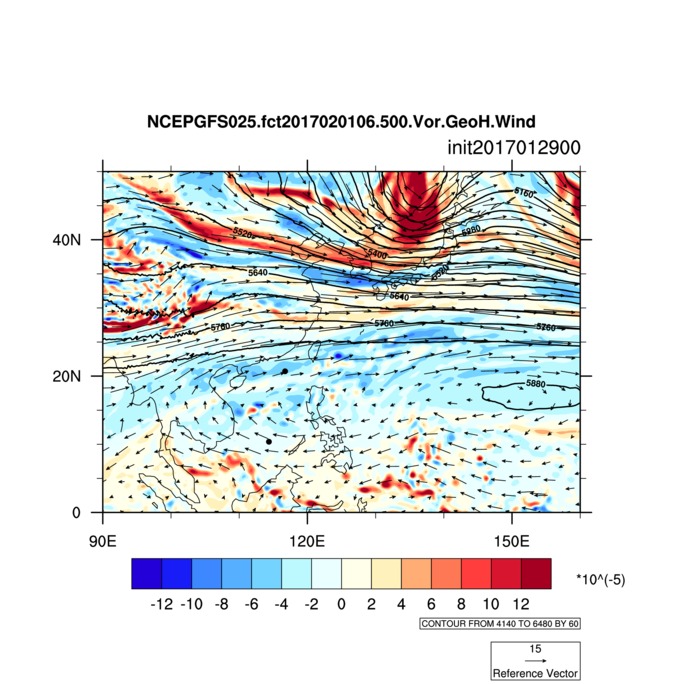 NCEPGFS025.fct2017020106.500.Vor.GeoH.Wind
init2017012900
5160
5520
5280
5400
40N
5640
5640
5760
5760
5760
20N
5880
0
90E 120E 150E
-12 -10 -8 -6 -4 -2 0 2 4 6 8 10 12
*10^(-5)
CONTOUR FROM 4140 TO 6480 BY 60
15
Reference Vector